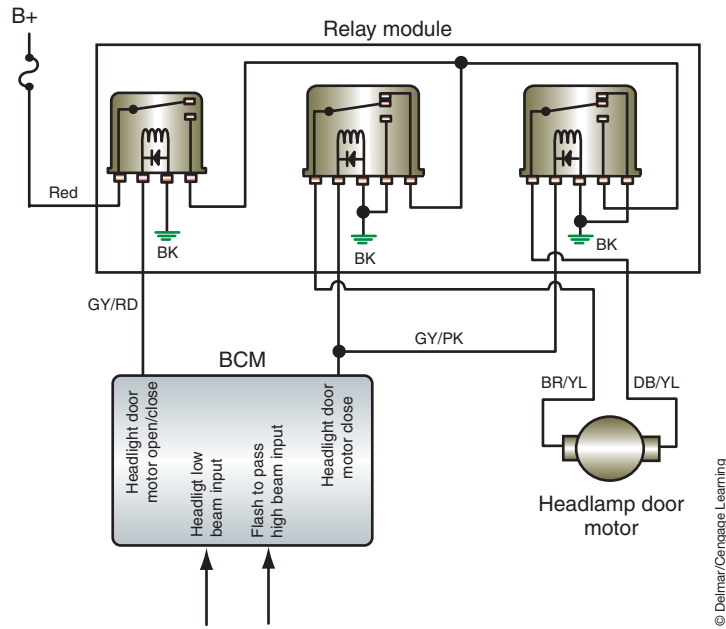 B+
Relay module
Red
BK
BK
BK
GY/RD
GY/PK
BCM
BR/YL
DB/YL
Headlight door
motor open/close
Headligt low
beam input
Flash to pass
high beam input
Headlight door
motor close
Headlamp door
motor
© Delmar/Cengage Learning